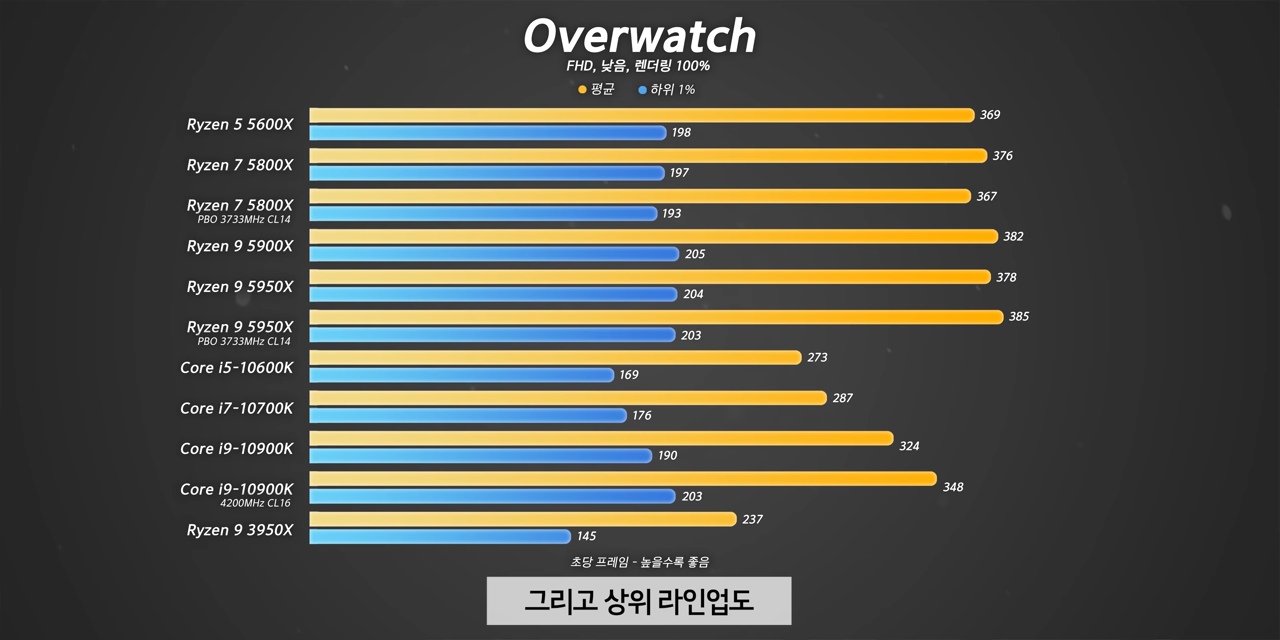 Overwatch
FHD, 낮음, 렌더링 100%
평균 하위 1%
Ryzen 5 5600X 369
198
Ryzen 7 5800X 376
197
Ryzen 7 5800X 367
PBO 3733MHz CL14 193
Ryzen 9 5900X 382
205
Ryzen 9 5950X 378
204
Ryzen 9 5950X 385
PBO 3733MHz CL14 203
Core i5-10600K 273
169
Core i7-10700K 287
176
Core i9-10900K 324
190
Core i9-10900K 348
4200MHz CL16 203
Ryzen 9 3950X 237
145
초당 프레임 - 높을수록 좋음
그리고 상위 라인업도